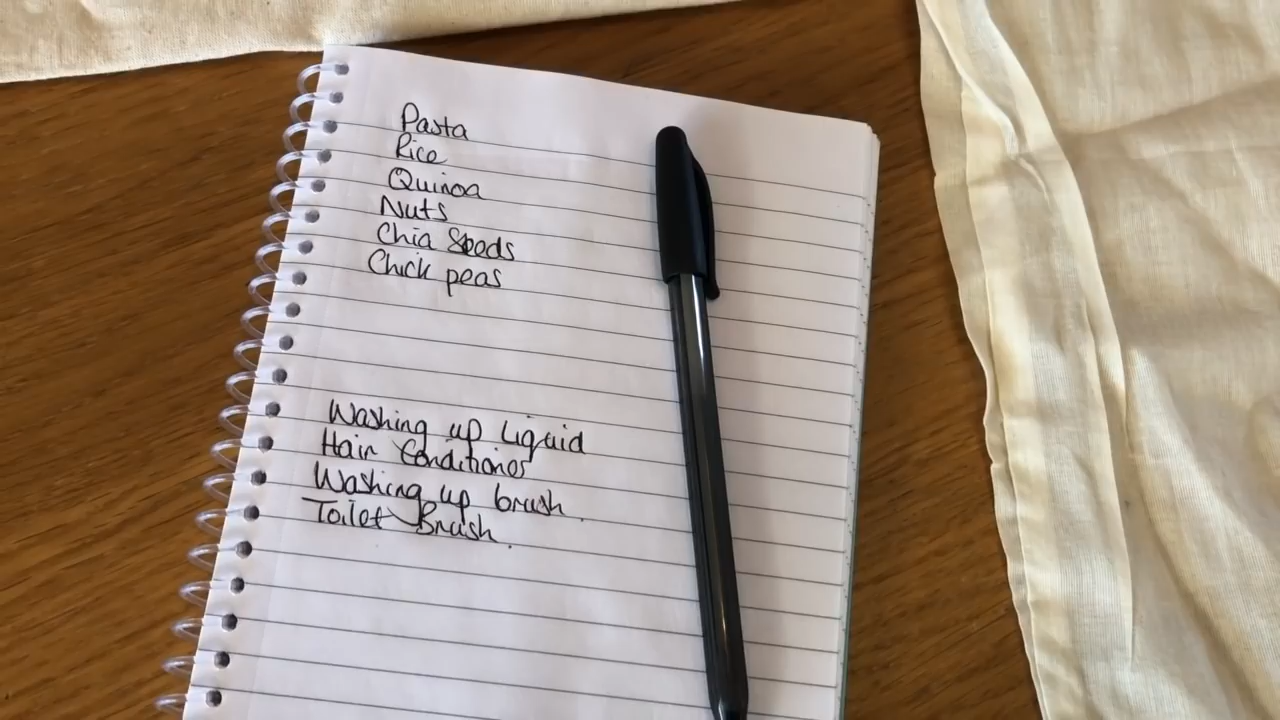 Pasta
Rice
Quinoa
Nuts
Chia Seeds
Chick peas
Washing up Liquid
Hair Conditioner
Washing up brush.
Toilet Brush.